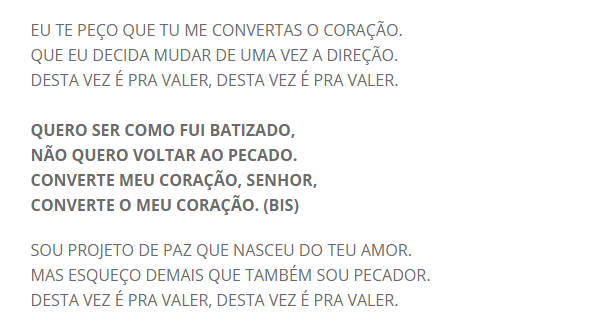 EU TE PEÇO QUE TU ME CONVERTAS O CORAÇÃO.
QUE EU DECIDA MUDAR DE UMA VEZ A DIREÇÃO.
DESTA VEZ É PRA VALER, DESTA VEZ É PRA VALER.
QUERO SER COMO FUI BATIZADO,
NÃO QUERO VOLTAR AO PECADO.
CONVERTE MEU CORAÇÃO, SENHOR,
CONVERTE O MEU CORAÇÃO. (BIS)
SOU PROJETO DE PAZ QUE NASCEU DO TEU AMOR.
MAS ESQUEÇO DEMAIS QUE TAMBÉM SOU PECADOR.
DESTA VEZ É PRA VALER, DESTA VEZ É PRA VALER.